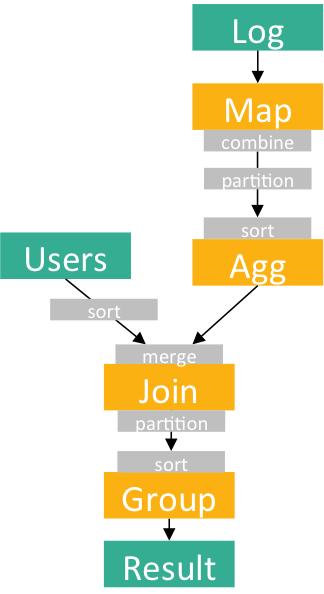 Log
Map
combine
partition
sort
Agg
Users
sort
merge
Join
partition
sort
Group
Result